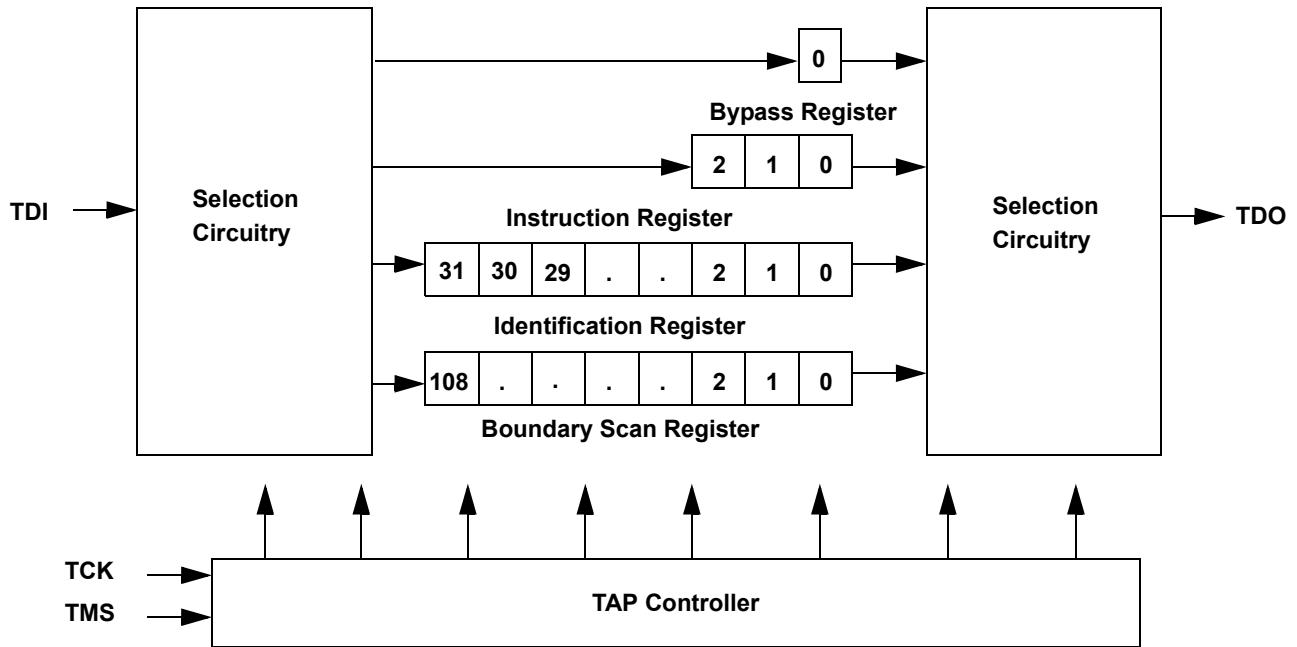 0
Bypass Register
2 1 0
TDI
Selection
Circuitry
Selection
Circuitry
TDO
Instruction Register
31 30 29 . . 2 1 0
Identification Register
108 . . . . 2 1 0
Boundary Scan Register
TCK
TMS
TAP Controller